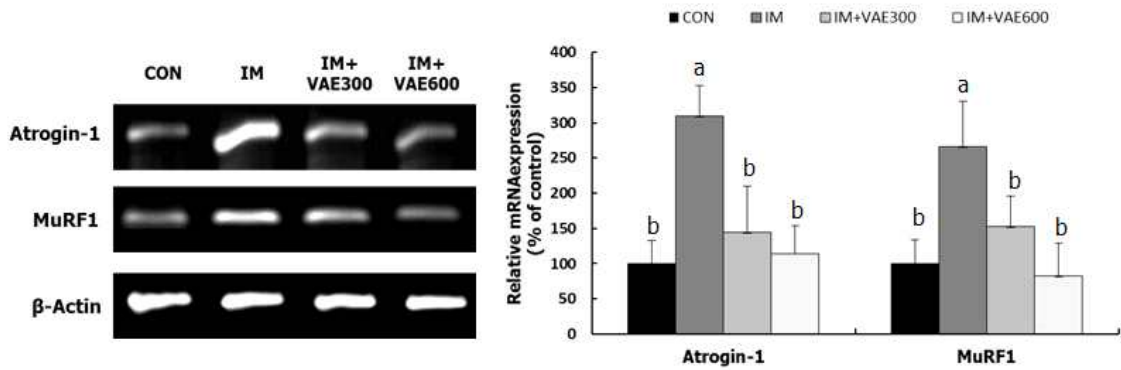 CON IM IM+ VAE300 IM+ VAE600
Atrogin-1
MuRF1
β-Actin
CON IM IM+VAE300 IM+VAE600
Relative mRNAexpression
(% of control)
400
350
300
250
200
150
100
50
0
b a b b
b a b b
Atrogin-1 MuRF1